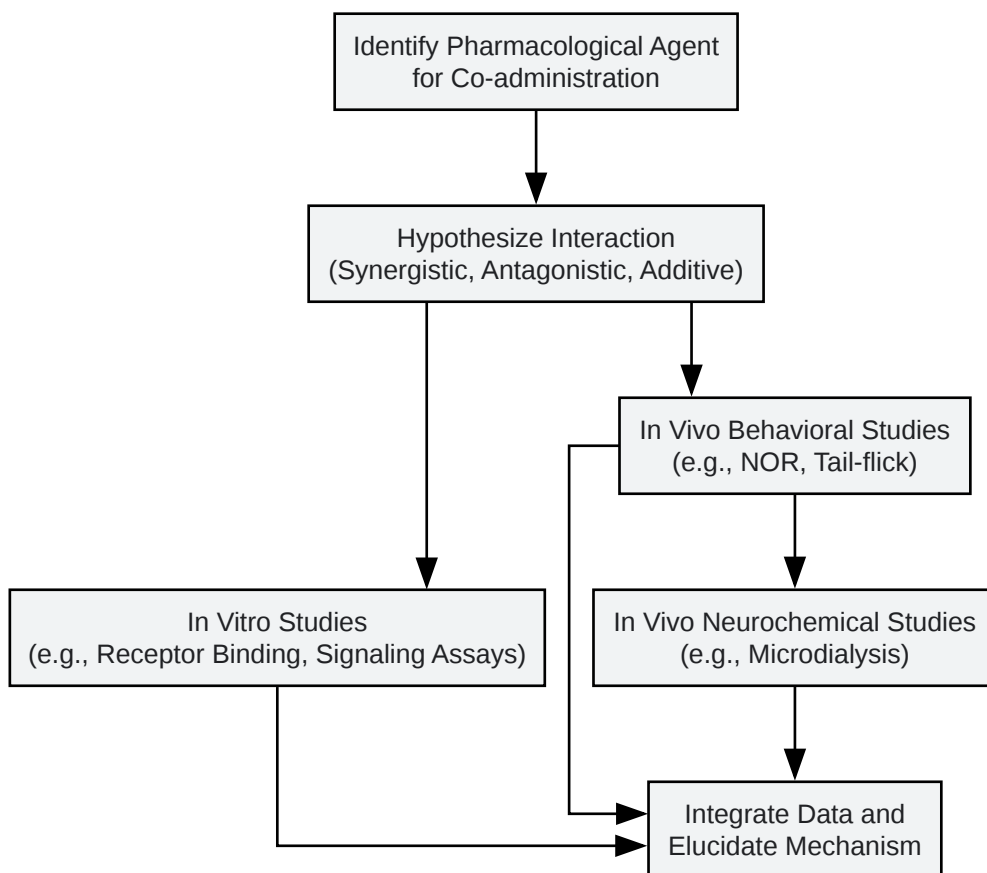 Identify Pharmacological Agent
for Co-administration
Hypothesize Interaction
(Synergistic, Antagonistic, Additive)
In Vivo Behavioral Studies
(e.g., NOR, Tail-flick)
In Vitro Studies
(e.g., Receptor Binding, Signaling Assays)
In Vivo Neurochemical Studies
(e.g., Microdialysis)
Integrate Data and
Elucidate Mechanism